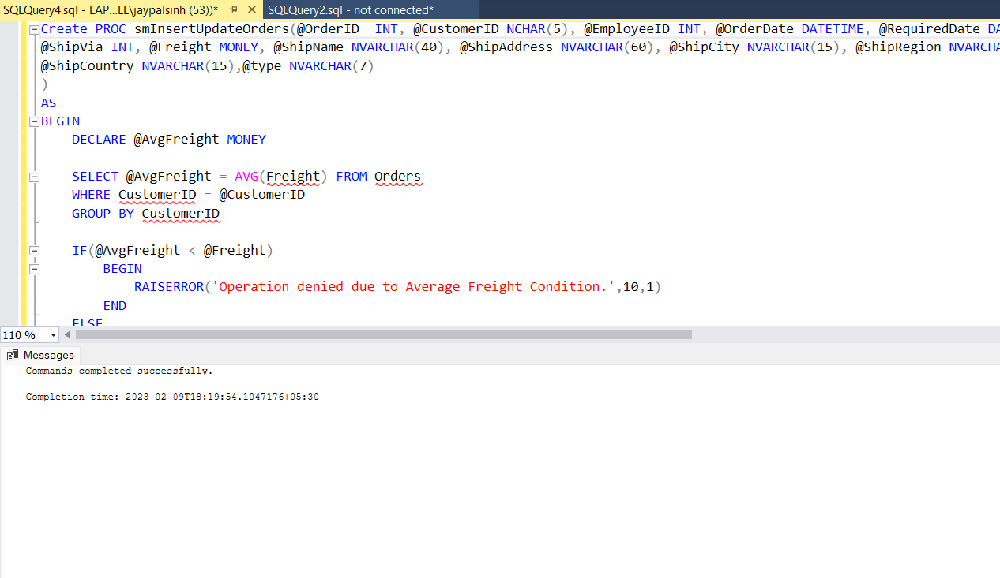 SQLQuery4.sql - LAP...LL\jaypalsinh (53))* SQLQuery2.sql - not connected*
Create PROC smInsertUpdateOrders(@OrderID  INT, @CustomerID NCHAR(5), @EmployeeID INT, @OrderDate DATETIME, @RequiredDate DA
@ShipVia INT, @Freight MONEY, @ShipName NVARCHAR(40), @ShipAddress NVARCHAR(60), @ShipCity NVARCHAR(15), @ShipRegion NVARCHA
@ShipCountry NVARCHAR(15),@type NVARCHAR(7)
)
AS
BEGIN
    DECLARE @AvgFreight MONEY
    SELECT @AvgFreight = AVG(Freight) FROM Orders
    WHERE CustomerID = @CustomerID
    GROUP BY CustomerID
    IF(@AvgFreight < @Freight)
        BEGIN
            RAISERROR('Operation denied due to Average Freight Condition.',10,1)
        END
    ELSE
110 %
Messages
Commands completed successfully.
Completion time: 2023-02-09T18:19:54.1047176+05:30